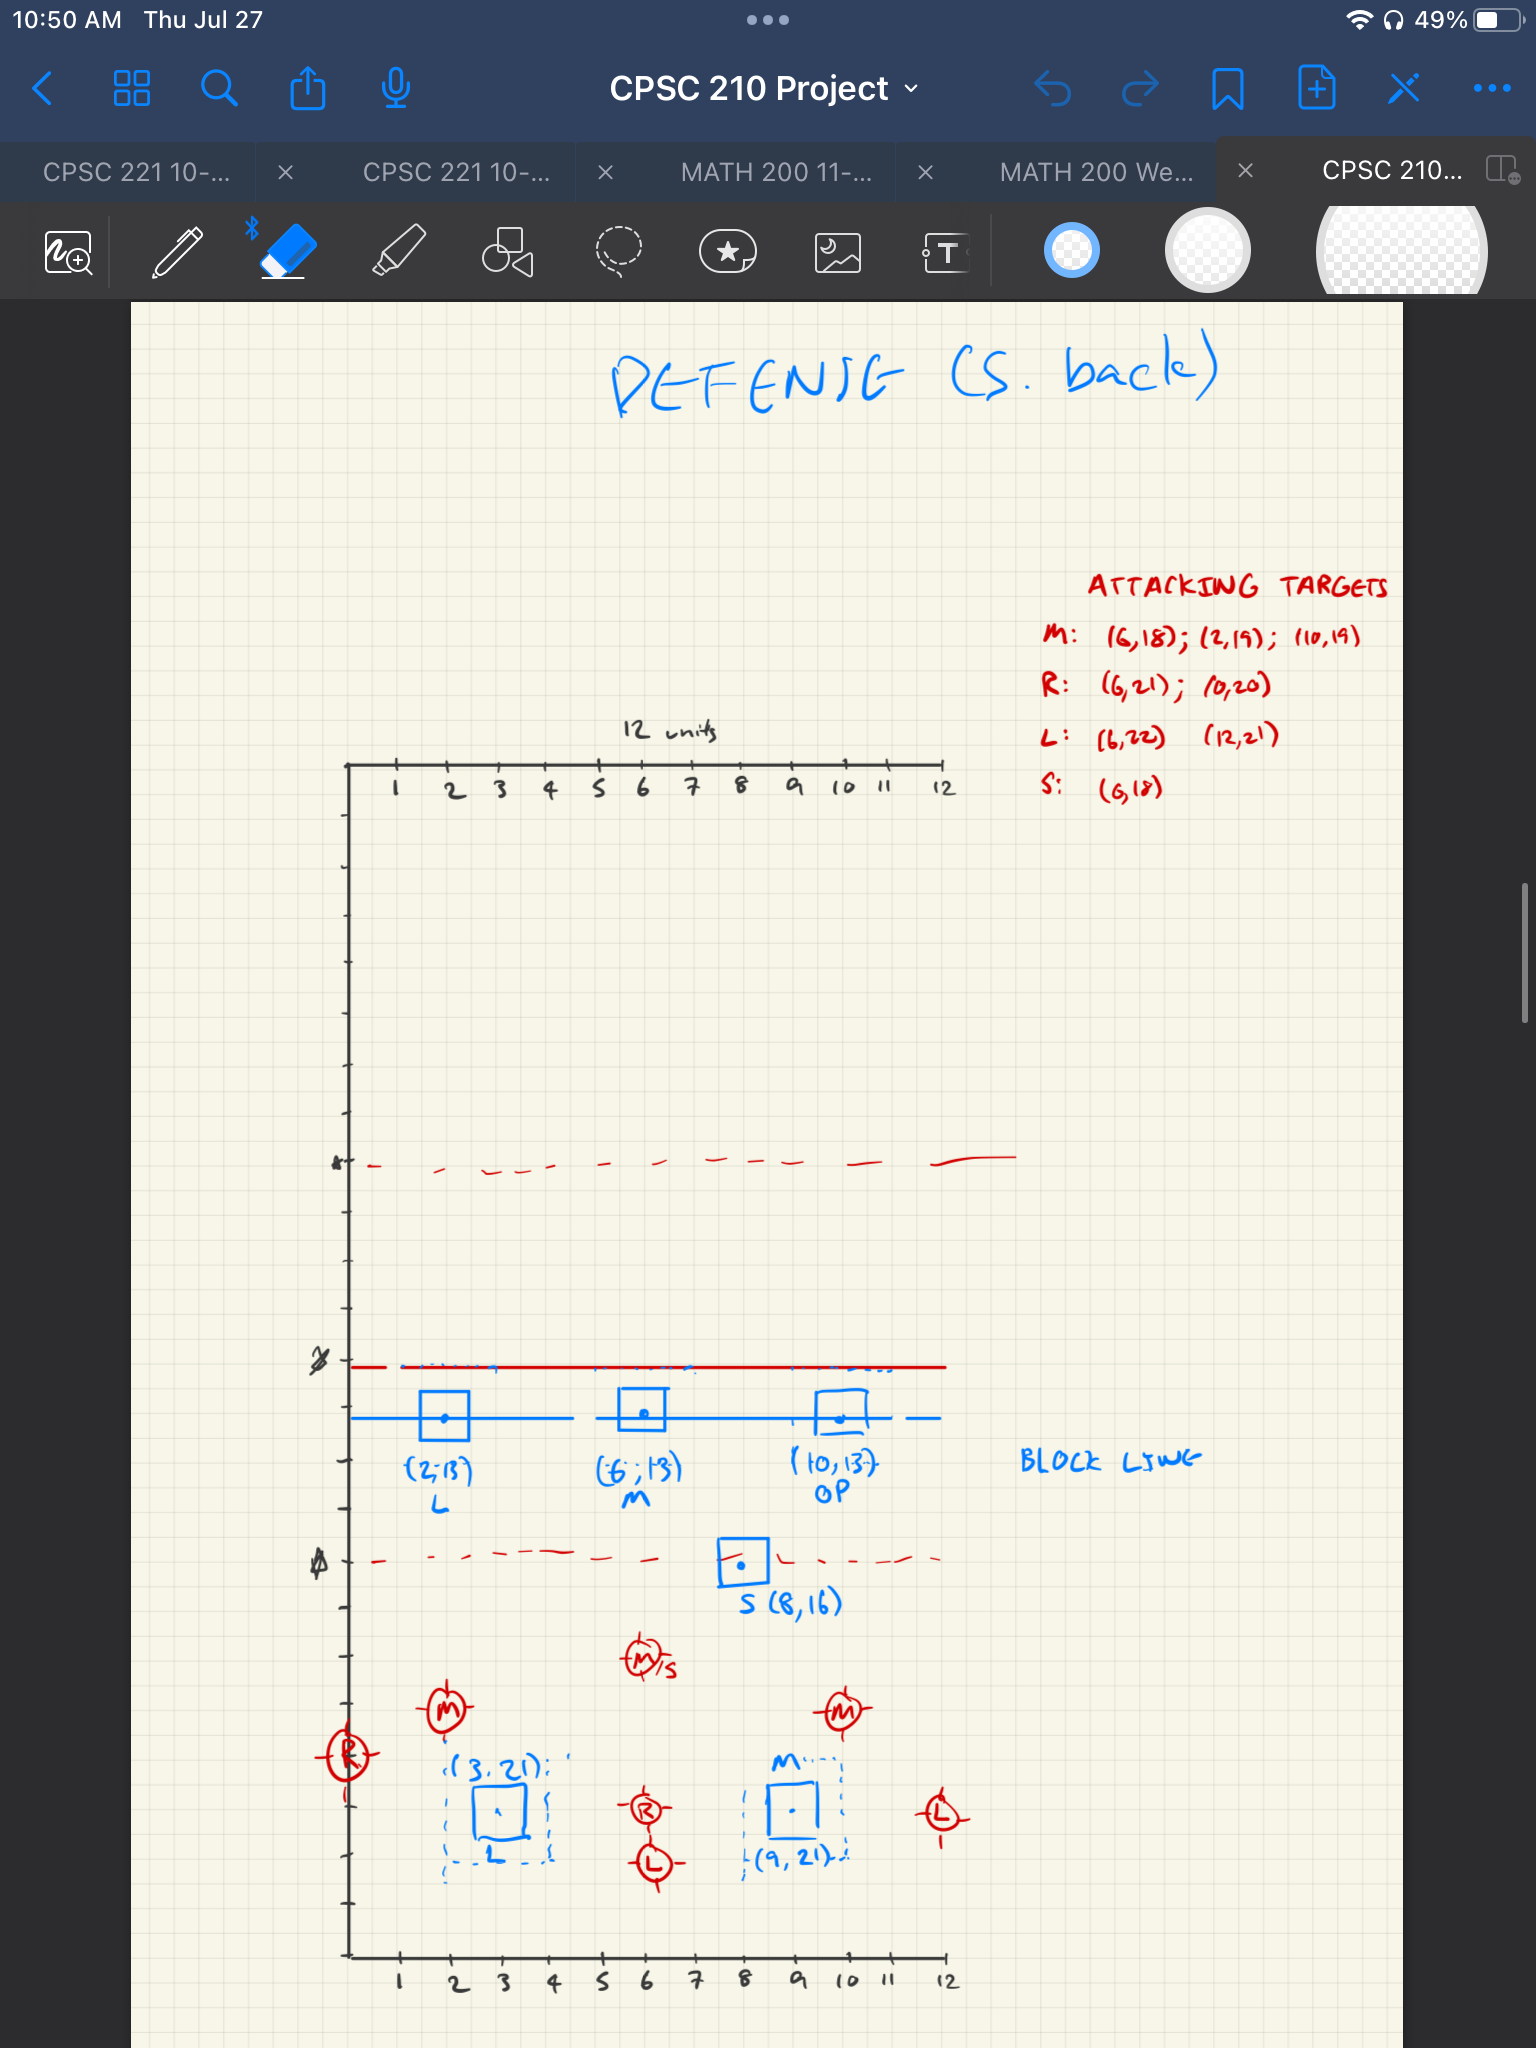 10:50 AM Thu Jul 27
49%
CPSC 210 Project
CPSC 221 10-...
CPSC 221 10-...
MATH 200 11-...
MATH 200 We...
CPSC 210...
T
DEFENSE (S. back)
ATTACKING TARGETS
M: (6,18); (2,19); (10,19)
R: (6,21); (0,20)
L: (6,22) (12,21)
S: (6,18)
12 units
1 2 3 4 5 6 7 8 9 10 11 12
(2,13) (6,13) (10,13)
L M OP
BLOCK LINE
S (8,16)
M/S
M M
R
(3,21) M
R L
L L (9,21)
1 2 3 4 5 6 7 8 9 10 11 12